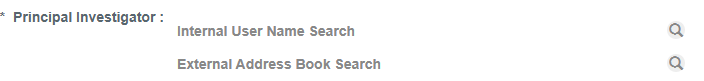 * Principal Investigator :
Internal User Name Search
External Address Book Search